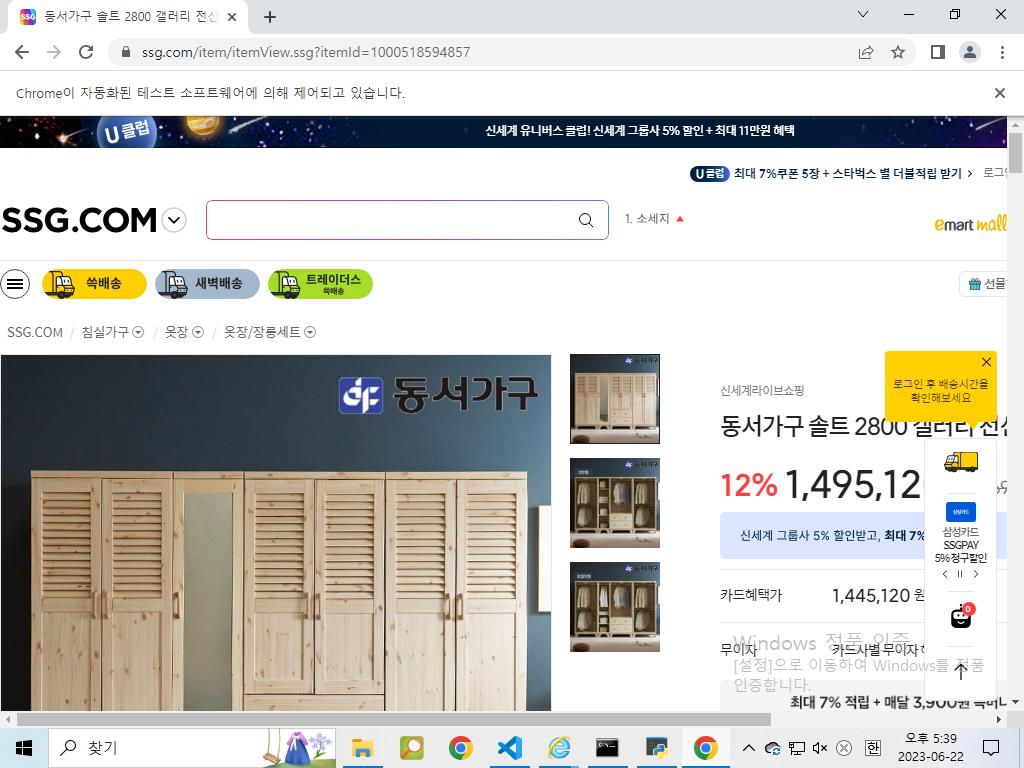 동서가구 솔트 2800 갤러리 전신
ssg.com/item/itemView.ssg?itemId=1000518594857
Chrome이 자동화된 테스트 소프트웨어에 의해 제어되고 있습니다.
U클럽
신세계 유니버스 클럽! 신세계 그룹사 5% 할인 + 최대 11만원 혜택
U클럽 최대 7%쿠폰 5장 + 스타벅스 별 더블적립 받기 > 로그인
SSG.COM
1. 소세지
emart mall
쓱배송
새벽배송
트레이더스
쓱배송
선물
SSG.COM / 침실가구 / 옷장 / 옷장/장롱세트
동서가구
로그인 후 배송시간을
확인해보세요
신세계라이브쇼핑
동서가구 솔트 2800 갤러리 전신
12% 1,495,12
신세계 그룹사 5% 할인받고, 최대 7%
삼성카드
삼성카드
SSGPAY
5% 청구할인
카드혜택가
1,445,120 원
0
무이자
카드사별 무이자
Windows 정품 인증
[설정]으로 이동하여 Windows를 정품
인증합니다.
최대 7% 적립 + 매달 3,900원
찾기
한
오후 5:39
2023-06-22